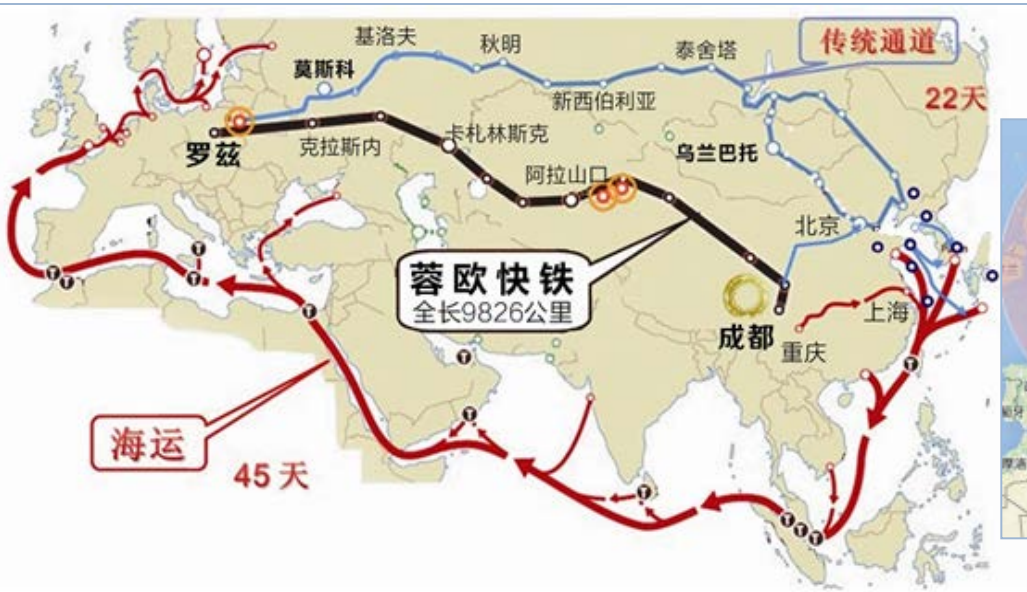 基洛夫
秋明
泰舍塔
传统通道
莫斯科
22天
新西伯利亚
罗兹
克拉斯内
卡札林斯克
乌兰巴托
阿拉山口
北京
蓉欧快铁
全长9826公里
成都
上海
重庆
海运
45天